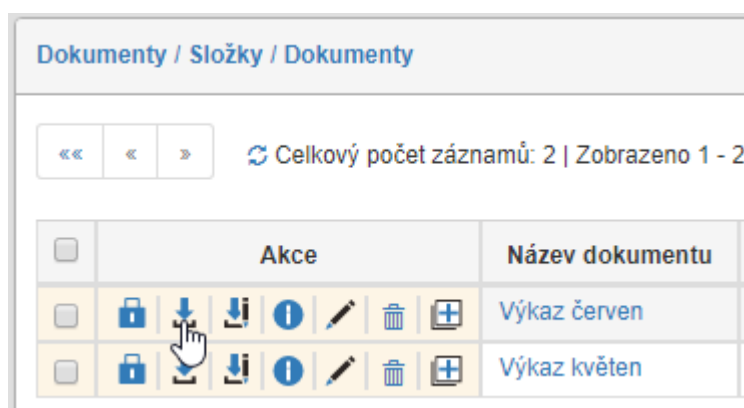 Dokumenty / Složky / Dokumenty
«« « » Celkový počet záznamů: 2 | Zobrazeno 1 - 2
Akce Název dokumentu
Výkaz červen
Výkaz květen